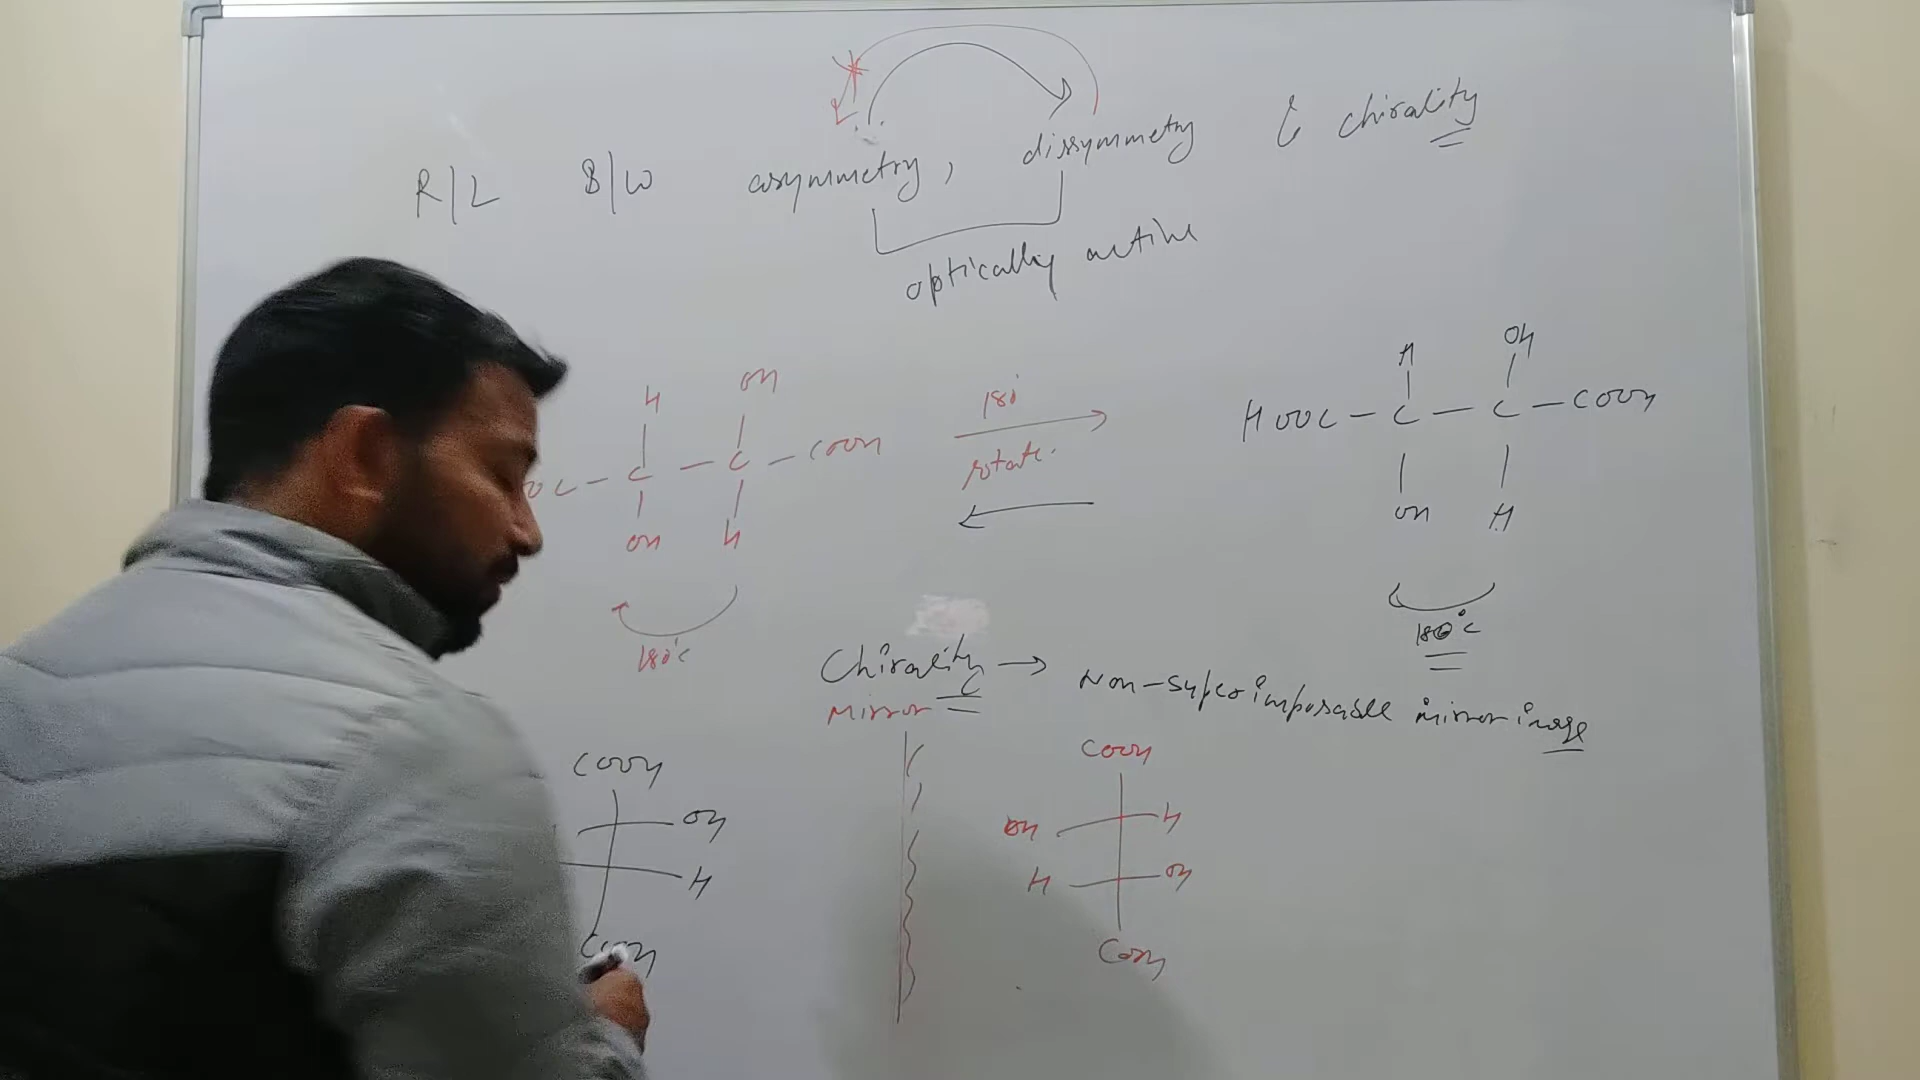 R/L B/W asymmetry, dissymmetry & chirality
optically active
H OH
C — C — COOH
OH H
180°C
180°
rotate.
H OH
HOOC — C — C — COOH
OH H
180°C
Chirality → Non-superimposable mirror image
Mirror
COOH
OH
H
COOH
COOH
OH H
H OH
COOH